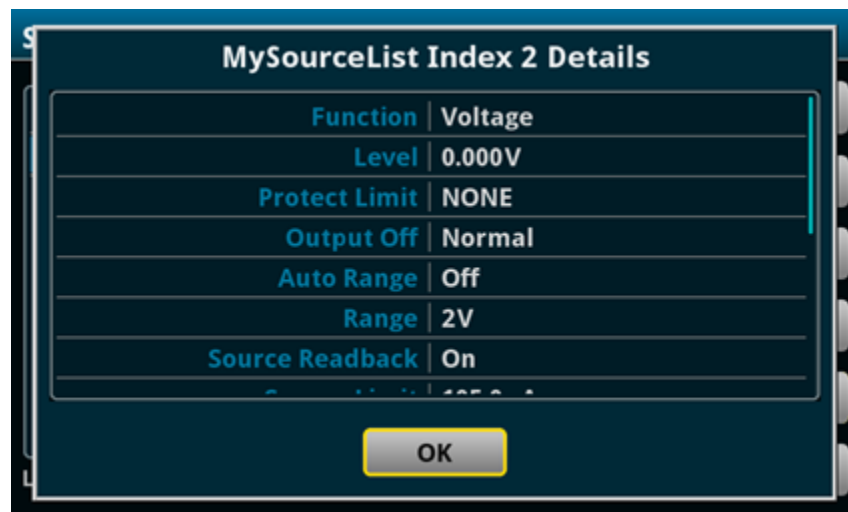 MySourceList Index 2 Details
Function Voltage
Level 0.000V
Protect Limit NONE
Output Off Normal
Auto Range Off
Range 2V
Source Readback On
OK